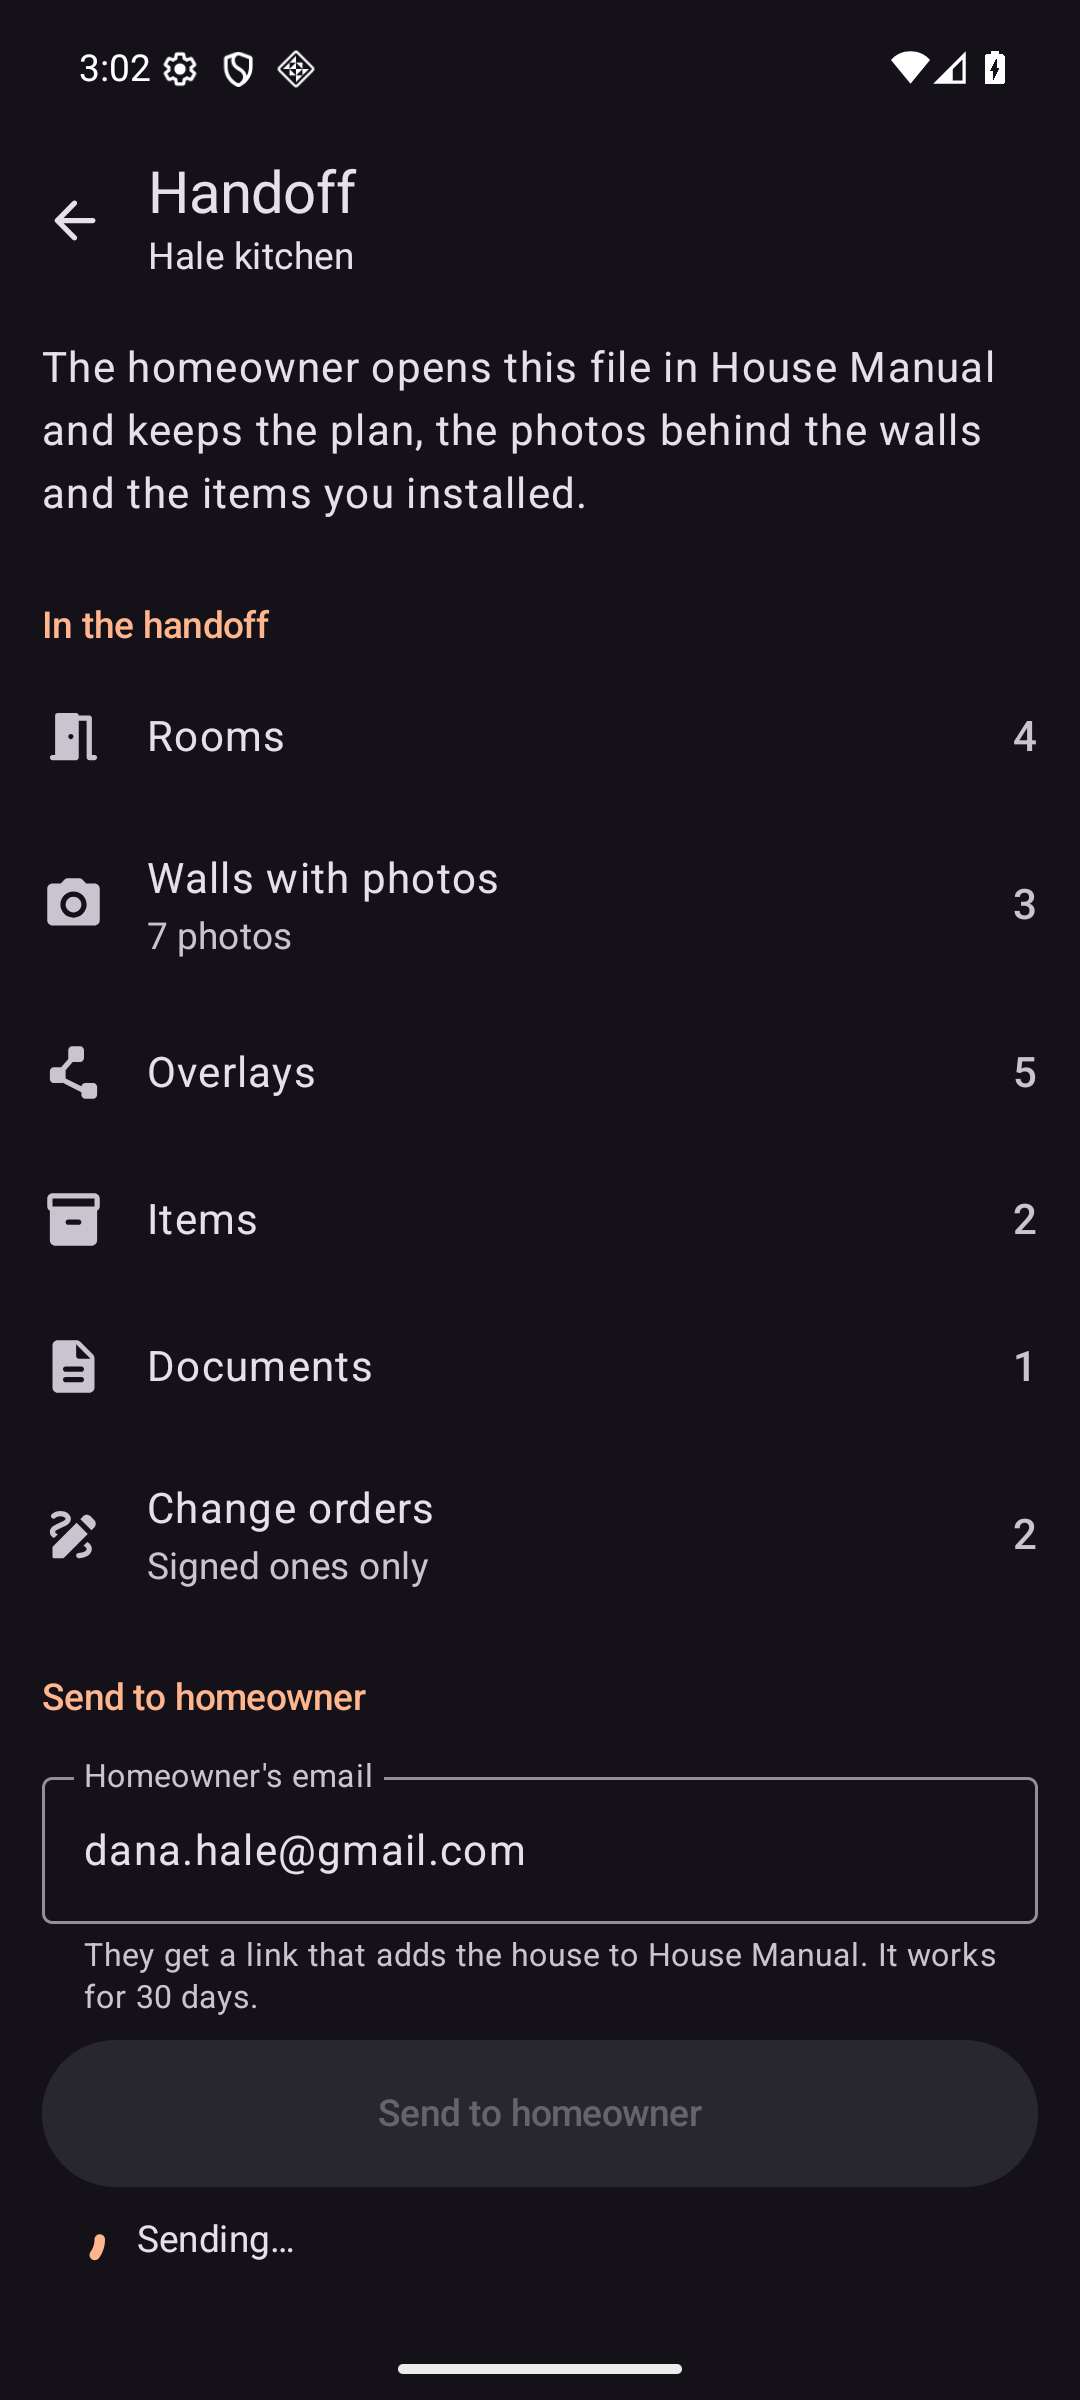 3:02
Handoff
Hale kitchen
The homeowner opens this file in House Manual
and keeps the plan, the photos behind the walls
and the items you installed.
In the handoff
Rooms 4
Walls with photos
7 photos
3
Overlays 5
Items 2
Documents 1
Change orders
Signed ones only
2
Send to homeowner
Homeowner's email
dana.hale@gmail.com
They get a link that adds the house to House Manual. It works
for 30 days.
Send to homeowner
Sending…